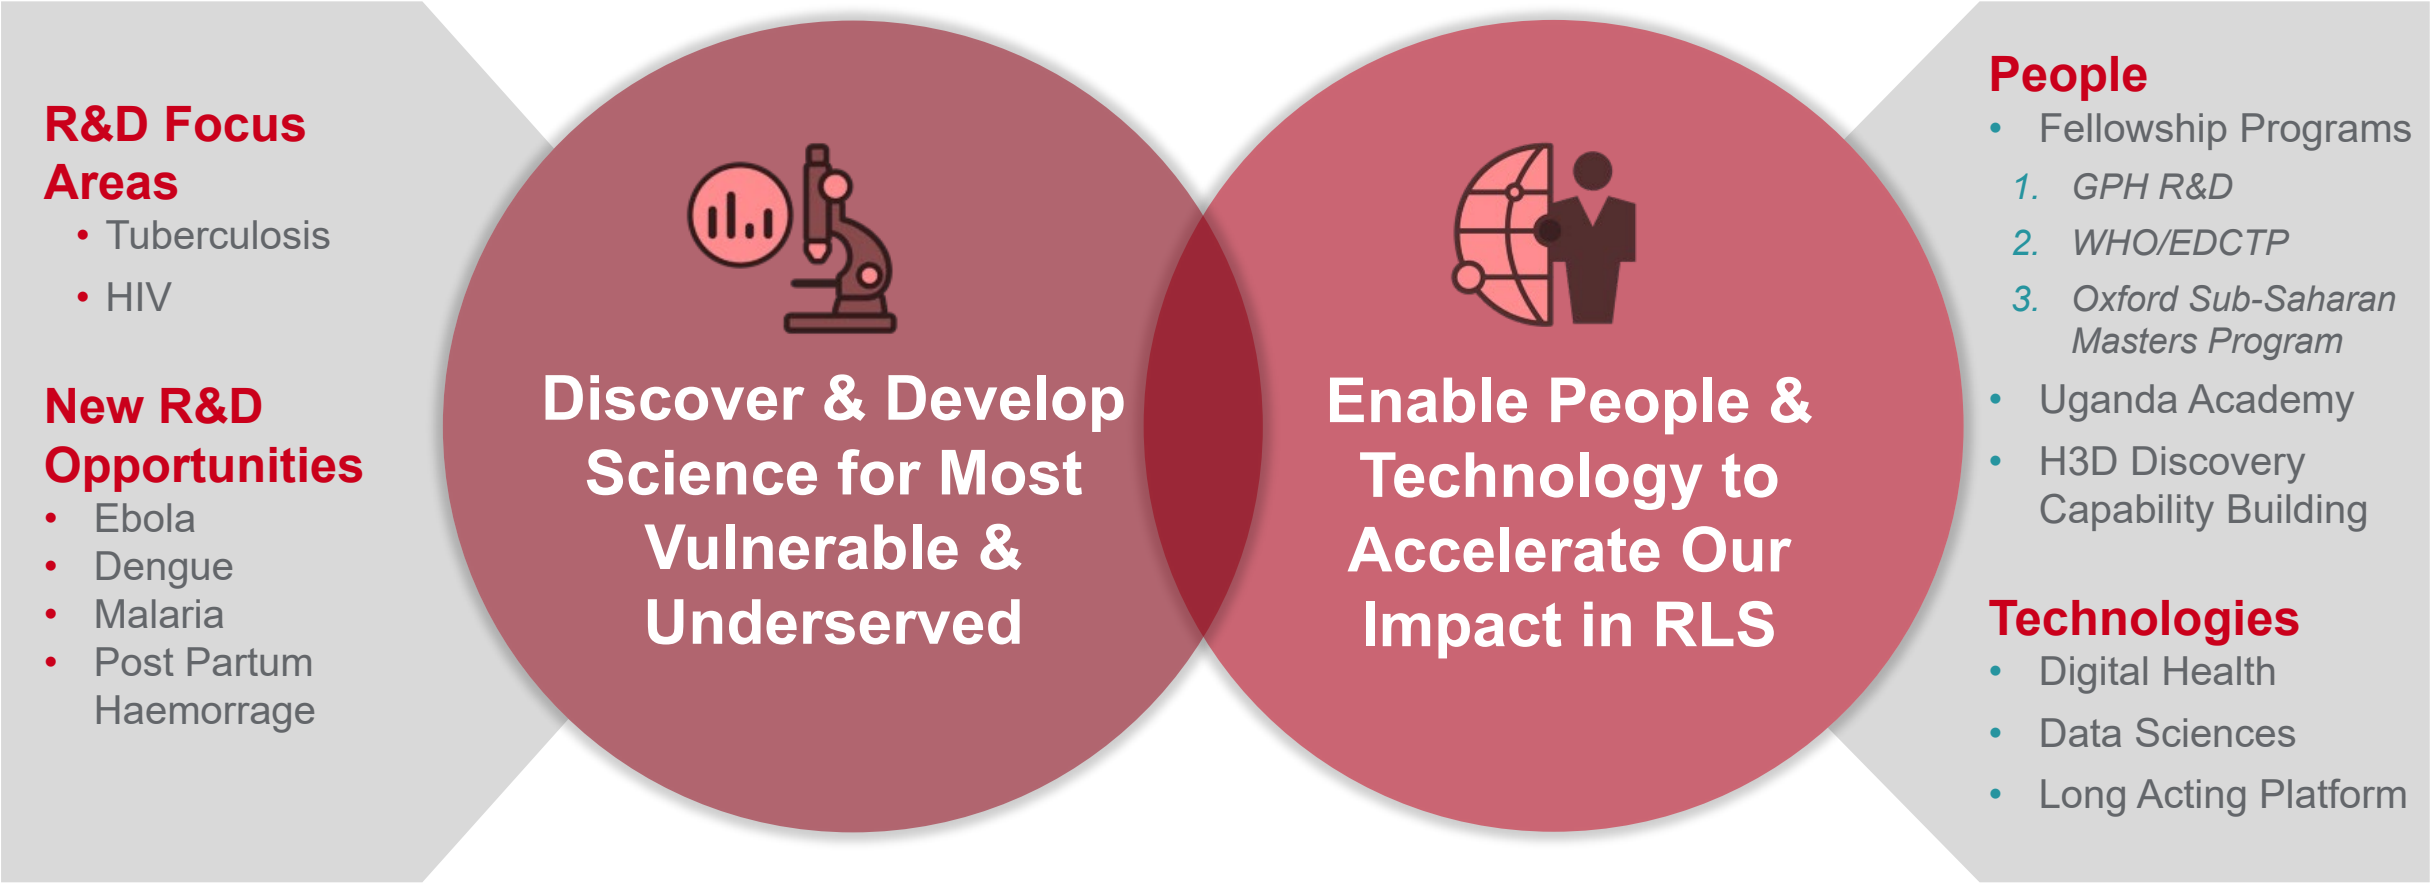 R&D Focus
Areas
• Tuberculosis
• HIV
New R&D
Opportunities
• Ebola
• Dengue
• Malaria
• Post Partum
Haemorrage
Discover & Develop
Science for Most
Vulnerable &
Underserved
Enable People &
Technology to
Accelerate Our
Impact in RLS
People
• Fellowship Programs
1. GPH R&D
2. WHO/EDCTP
3. Oxford Sub-Saharan
Masters Program
• Uganda Academy
• H3D Discovery
Capability Building
Technologies
• Digital Health
• Data Sciences
• Long Acting Platform